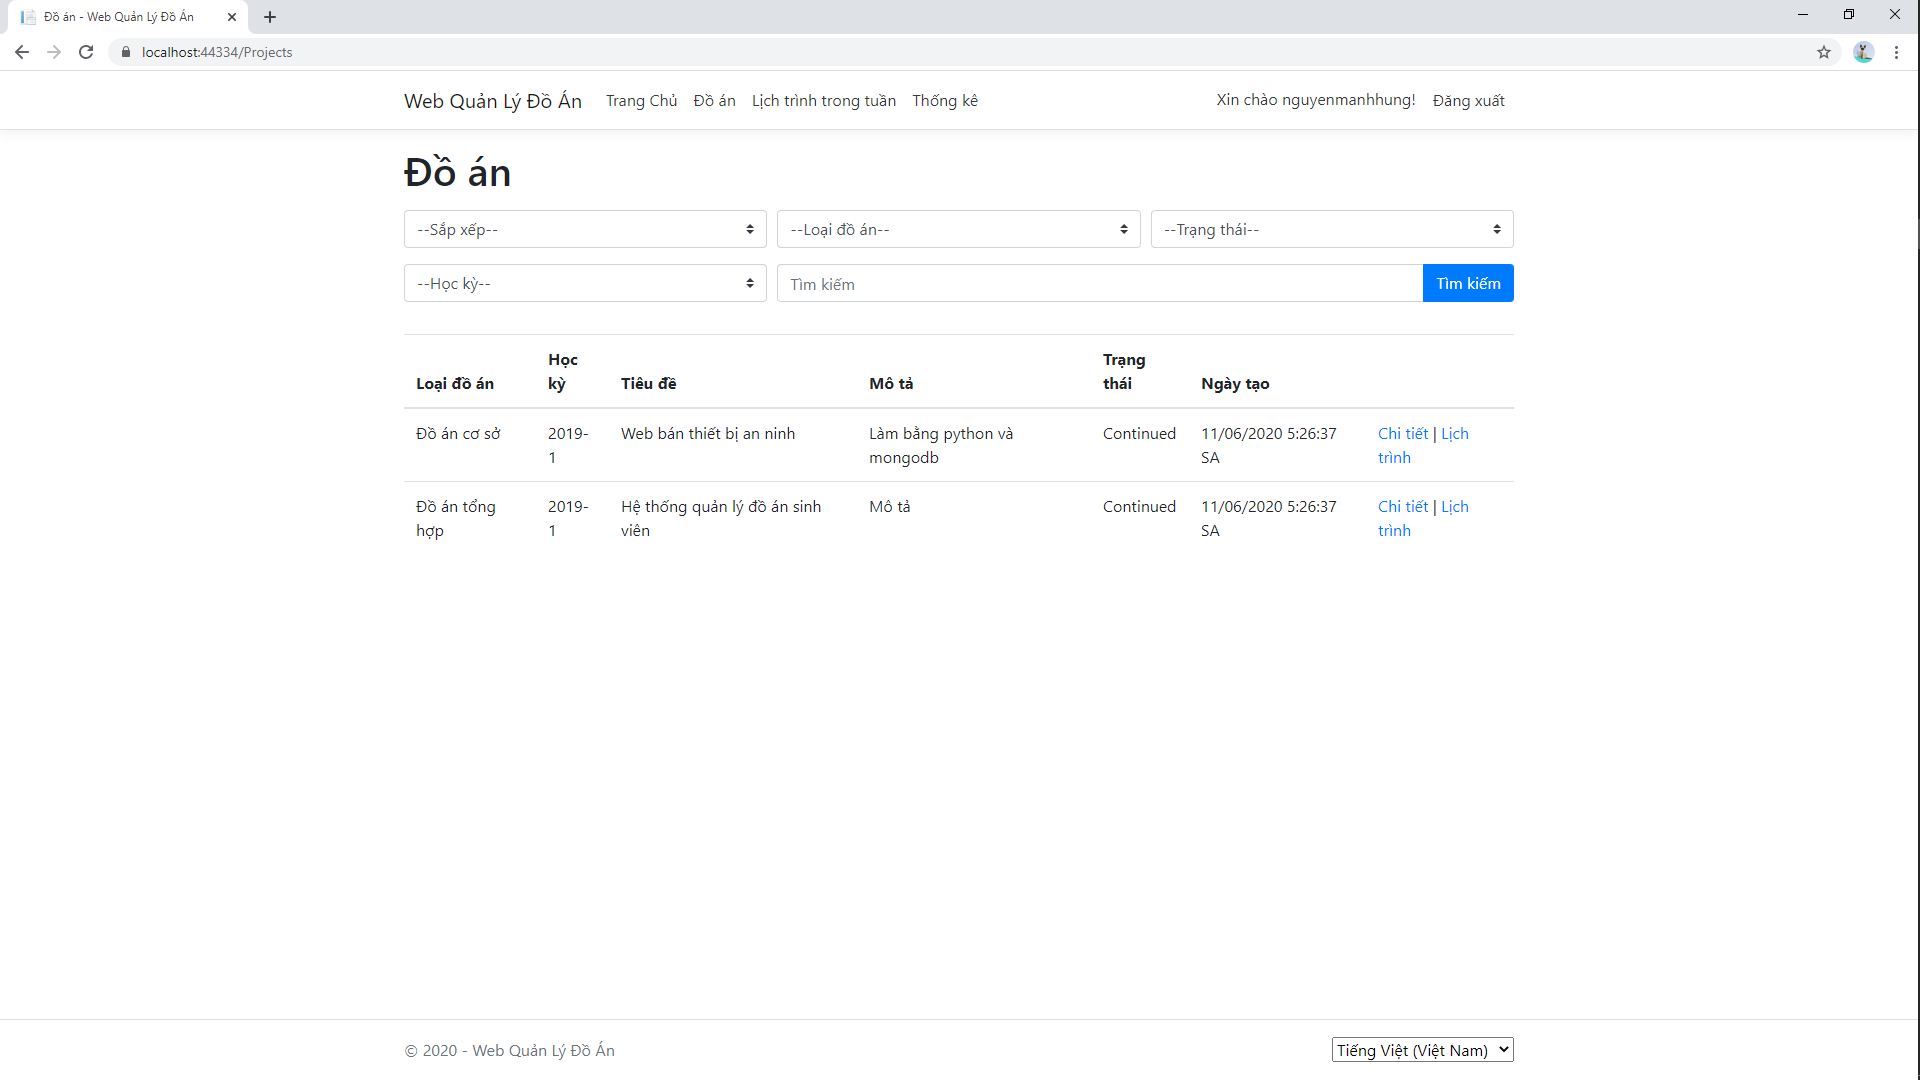 Đồ án - Web Quản Lý Đồ Án
localhost:44334/Projects
Web Quản Lý Đồ Án Trang Chủ Đồ án Lịch trình trong tuần Thống kê Xin chào nguyenmanhhung! Đăng xuất
Đồ án
--Sắp xếp-- --Loại đồ án-- --Trạng thái--
--Học kỳ-- Tìm kiếm Tìm kiếm
Học Trạng
Loại đồ án kỳ Tiêu đề Mô tả thái Ngày tạo
Đồ án cơ sở 2019- Web bán thiết bị an ninh Làm bằng python và Continued 11/06/2020 5:26:37 Chi tiết | Lịch
1 mongodb SA trình
Đồ án tổng 2019- Hệ thống quản lý đồ án sinh Mô tả Continued 11/06/2020 5:26:37 Chi tiết | Lịch
hợp 1 viên SA trình
© 2020 - Web Quản Lý Đồ Án Tiếng Việt (Việt Nam)